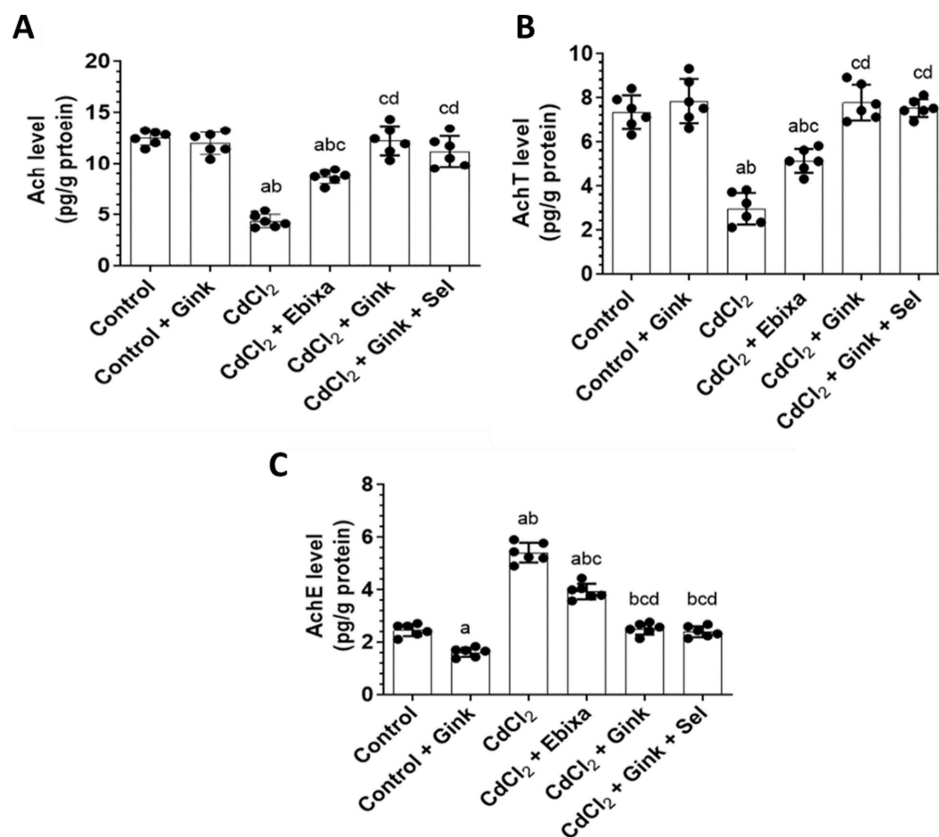 A
Ach level
(pg/g prtoein)
20
15
10
5
0
ab
abc
cd
cd
Control
Control + Gink
CdCl₂
CdCl₂ + Ebixa
CdCl₂ + Gink
CdCl₂ + Gink + Sel
B
AchT level
(pg/g protein)
10
8
6
4
2
0
ab
abc
cd
cd
Control
Control + Gink
CdCl₂
CdCl₂ + Ebixa
CdCl₂ + Gink
CdCl₂ + Gink + Sel
C
AchE level
(pg/g protein)
8
6
4
2
0
a
ab
abc
bcd
bcd
Control
Control + Gink
CdCl₂
CdCl₂ + Ebixa
CdCl₂ + Gink
CdCl₂ + Gink + Sel